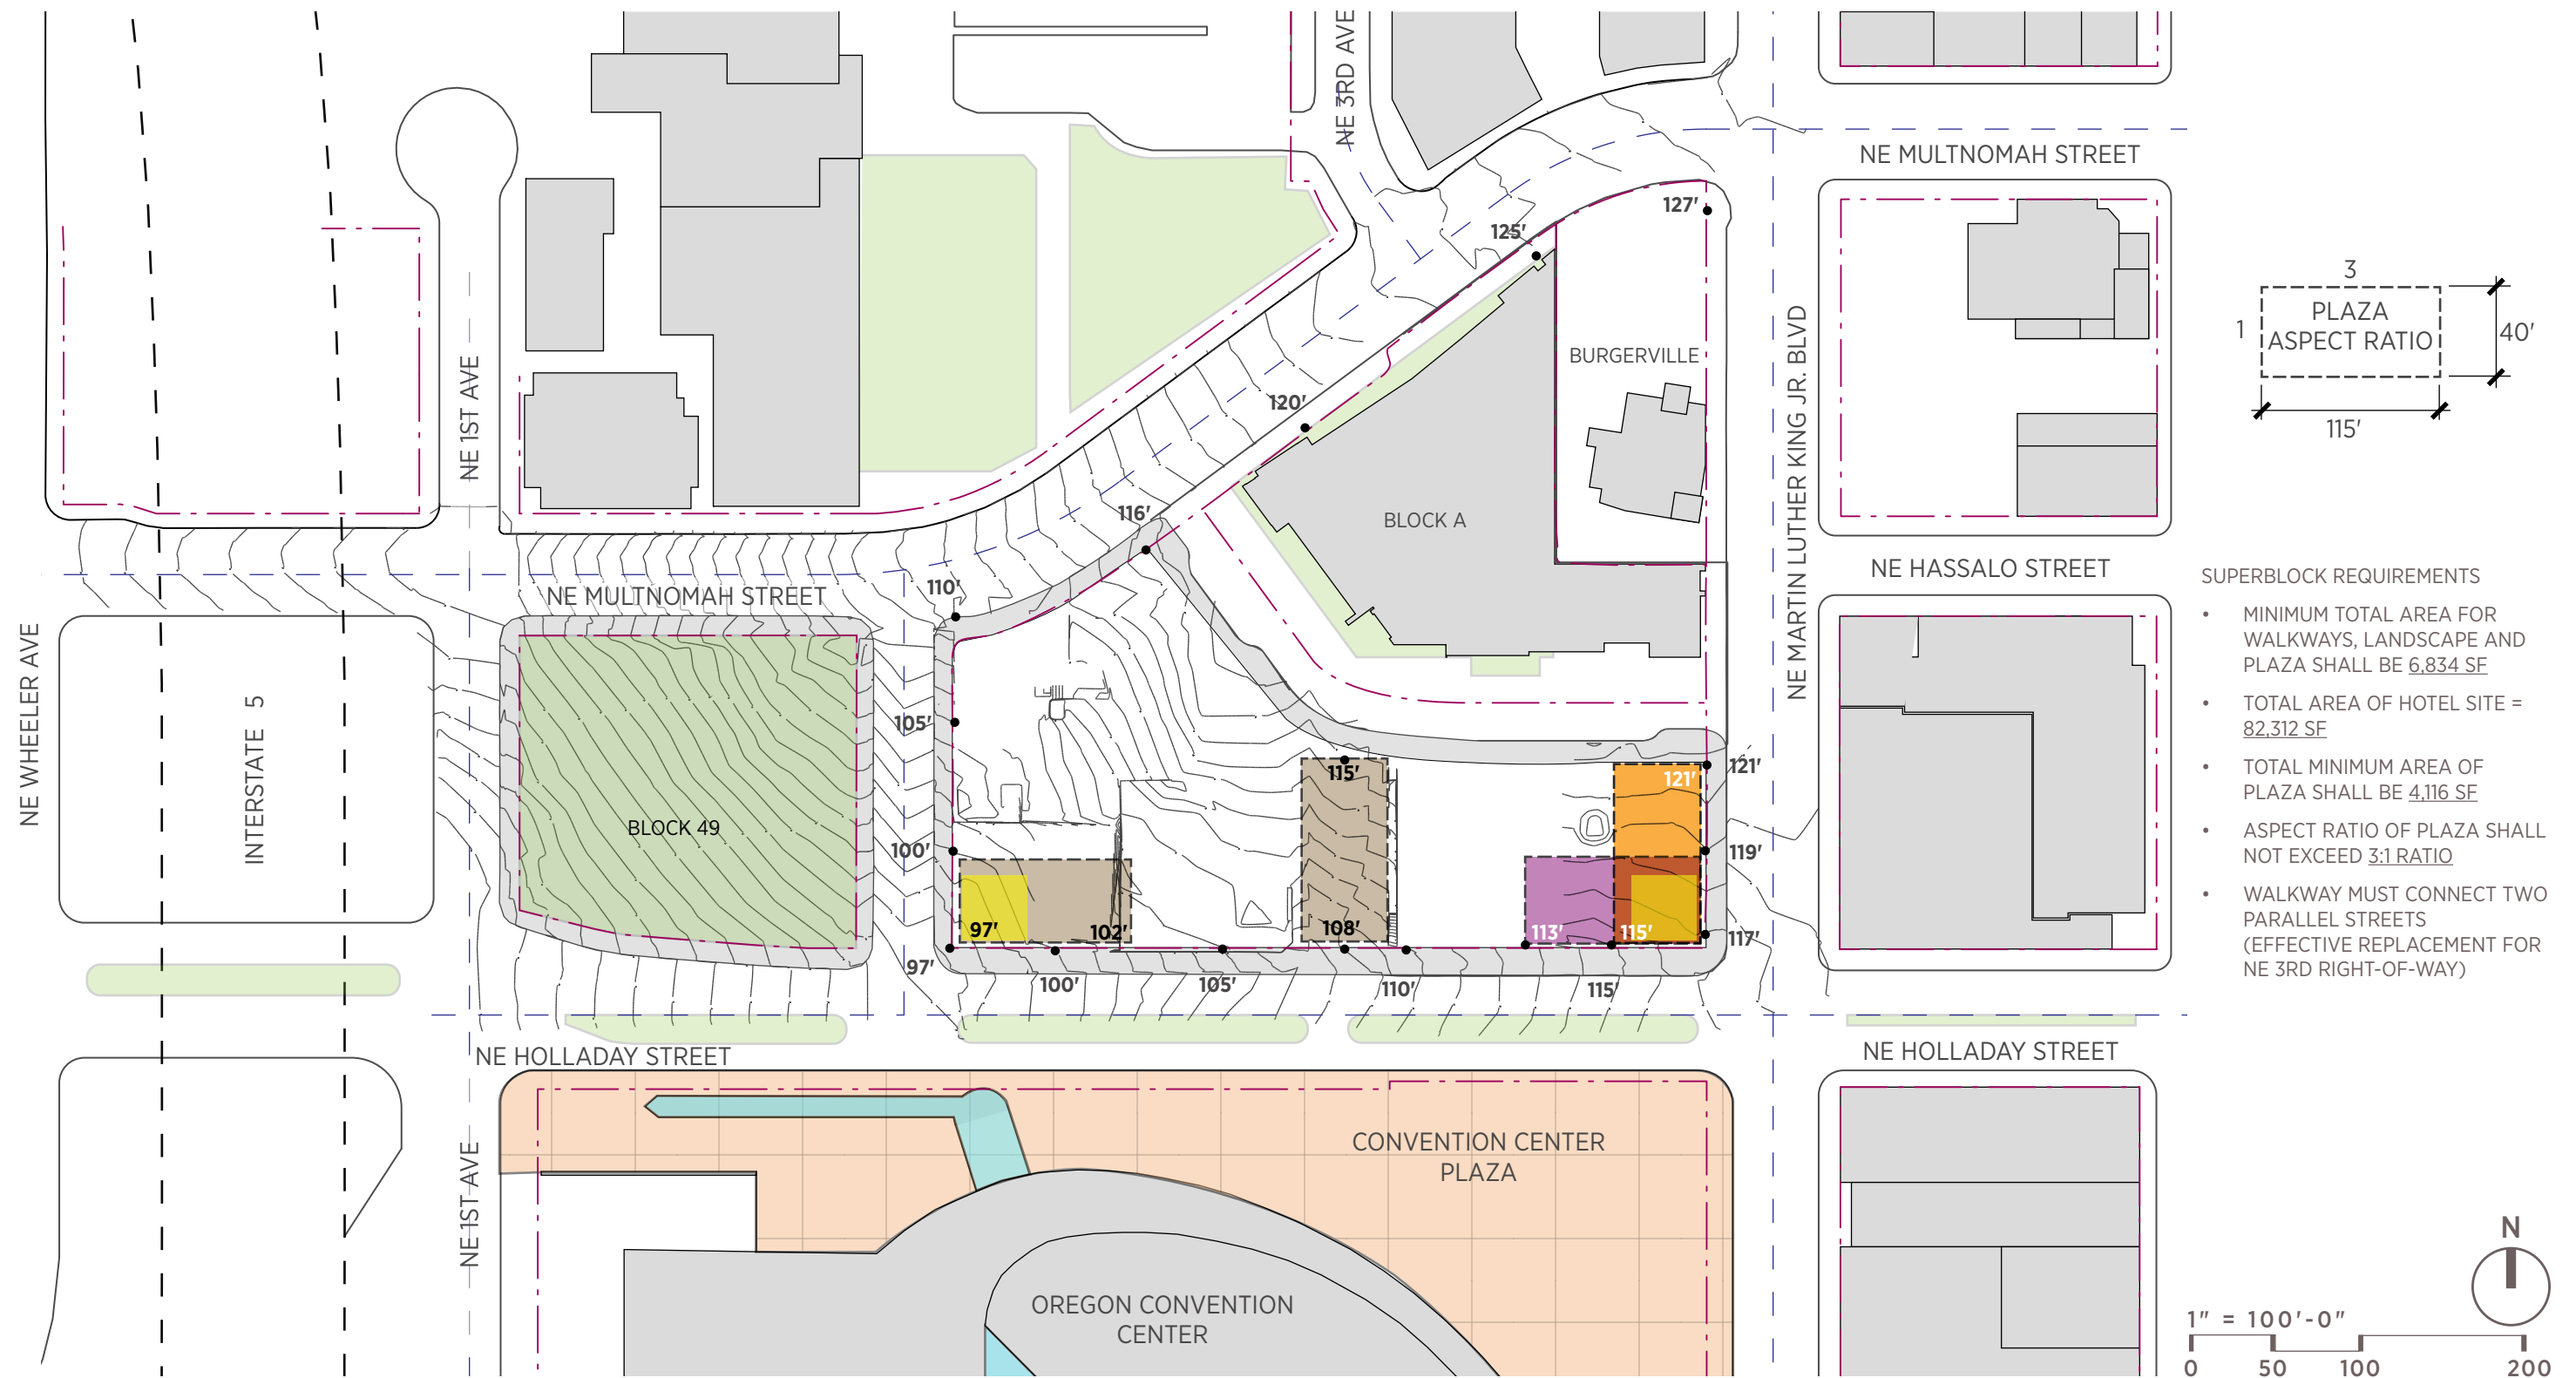 NE 3RD AVE
NE MULTNOMAH STREET
127'
125'
3
PLAZA
ASPECT RATIO
1
40'
115'
BURGERVILLE
NE 1ST AVE
120'
NE MARTIN LUTHER KING JR. BLVD
116'
BLOCK A
NE HASSALO STREET
110'
NE MULTNOMAH STREET
NE WHEELER AVE
INTERSTATE 5
105'
121'
121'
115'
BLOCK 49
100'
119'
97'
102'
108'
113'
115'
117'
97'
100'
105'
110'
115'
SUPERBLOCK REQUIREMENTS
• MINIMUM TOTAL AREA FOR
WALKWAYS, LANDSCAPE AND
PLAZA SHALL BE 6,834 SF
• TOTAL AREA OF HOTEL SITE =
82,312 SF
• TOTAL MINIMUM AREA OF
PLAZA SHALL BE 4,116 SF
• ASPECT RATIO OF PLAZA SHALL
NOT EXCEED 3:1 RATIO
• WALKWAY MUST CONNECT TWO
PARALLEL STREETS
(EFFECTIVE REPLACEMENT FOR
NE 3RD RIGHT-OF-WAY)
NE HOLLADAY STREET
NE HOLLADAY STREET
NE 1ST AVE
CONVENTION CENTER
PLAZA
OREGON CONVENTION
CENTER
N
1" = 100'-0"
0 50 100 200